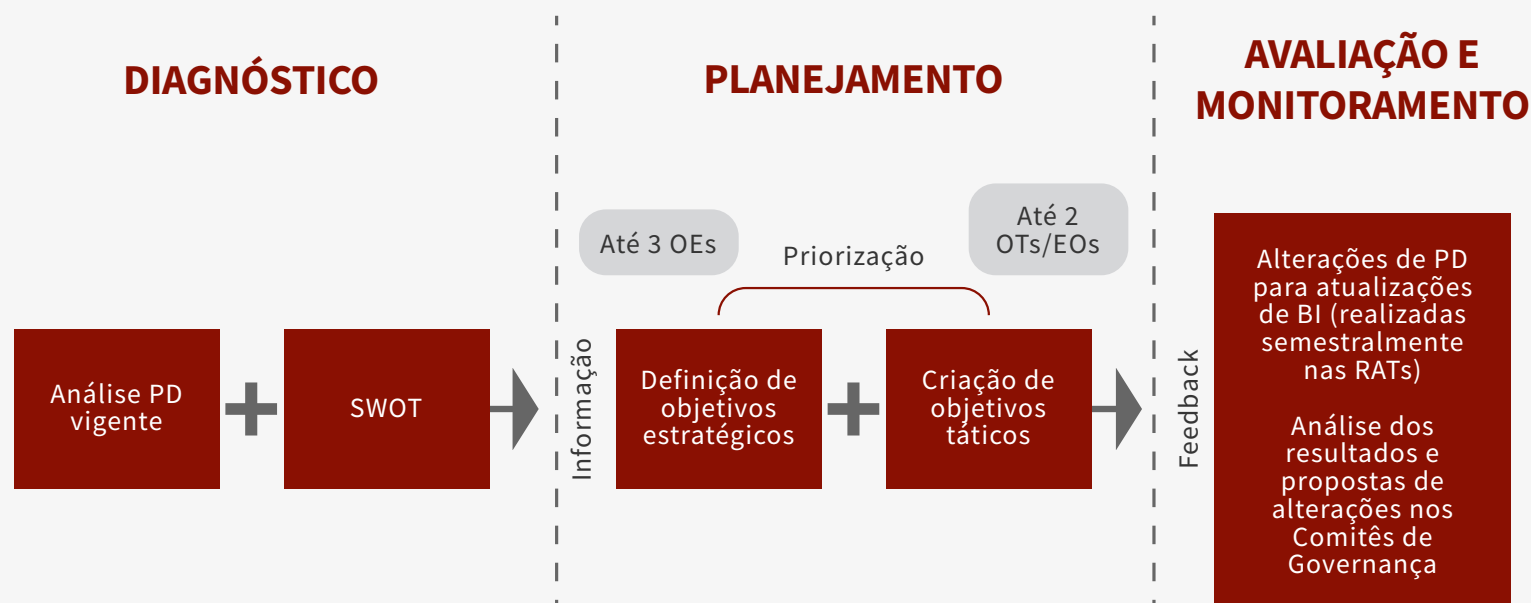 DIAGNÓSTICO
Análise PD
vigente
SWOT
PLANEJAMENTO
Informação
Até 3 OEs
Priorização
Até 2
OTs/EOs
Definição de
objetivos
estratégicos
Criação de
objetivos
táticos
AVALIAÇÃO E
MONITORAMENTO
Feedback
Alterações de PD
para atualizações
de BI (realizadas
semestralmente
nas RATs)
Análise dos
resultados e
propostas de
alterações nos
Comitês de
Governança